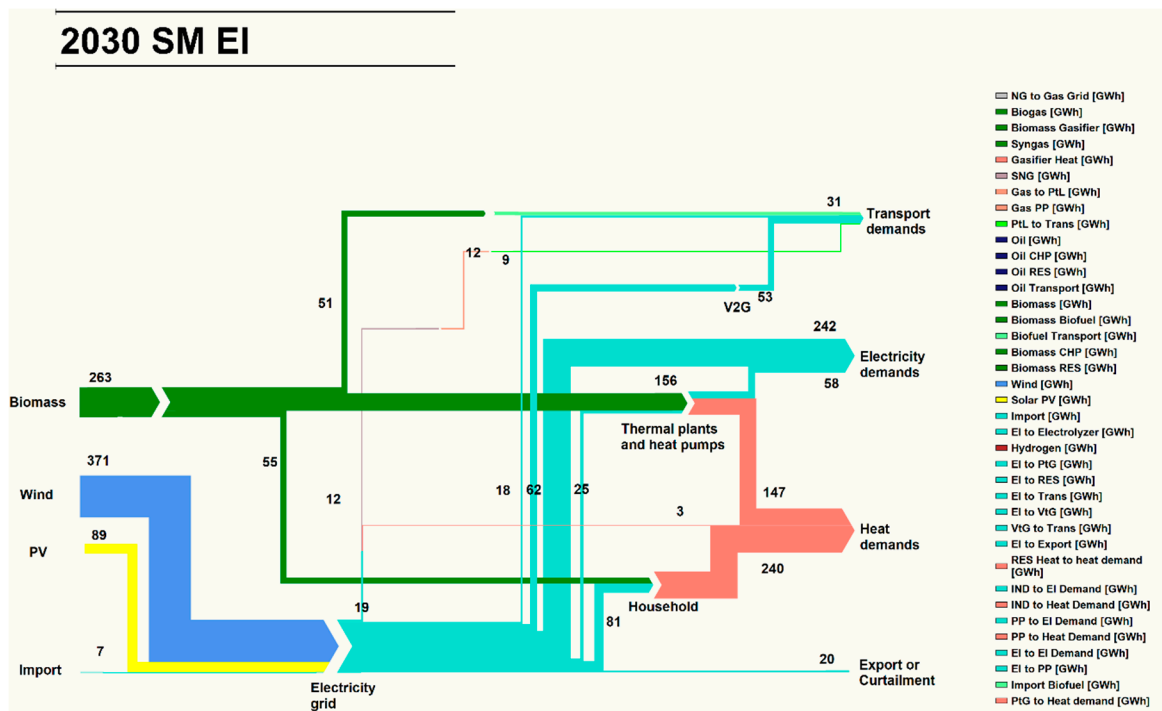 2030 SM EI
NG to Gas Grid [GWh]
Biogas [GWh]
Biomass Gasifier [GWh]
Syngas [GWh]
Gasifier Heat [GWh]
SNG [GWh]
Gas to PtL [GWh]
Gas PP [GWh]
PtL to Trans [GWh]
Oil [GWh]
Oil CHP [GWh]
Oil RES [GWh]
Oil Transport [GWh]
Biomass [GWh]
Biomass Biofuel [GWh]
Biofuel Transport [GWh]
Biomass CHP [GWh]
Biomass RES [GWh]
Wind [GWh]
Solar PV [GWh]
Import [GWh]
El to Electrolyzer [GWh]
Hydrogen [GWh]
El to PtG [GWh]
El to RES [GWh]
El to Trans [GWh]
El to VtG [GWh]
VtG to Trans [GWh]
El to Export [GWh]
RES Heat to heat demand
[GWh]
IND to El Demand [GWh]
IND to Heat Demand [GWh]
PP to El Demand [GWh]
PP to Heat Demand [GWh]
El to El Demand [GWh]
El to PP [GWh]
Import Biofuel [GWh]
PtG to Heat demand [GWh]
31
Transport
demands
12
9
51
53
V2G
242
Electricity
demands
263
156
58
Biomass
Thermal plants
and heat pumps
371
55
Wind
12
18
62
25
147
3
89
PV
Heat
demands
240
19
Household
81
7
Import
20
Export or
Curtailment
Electricity
grid